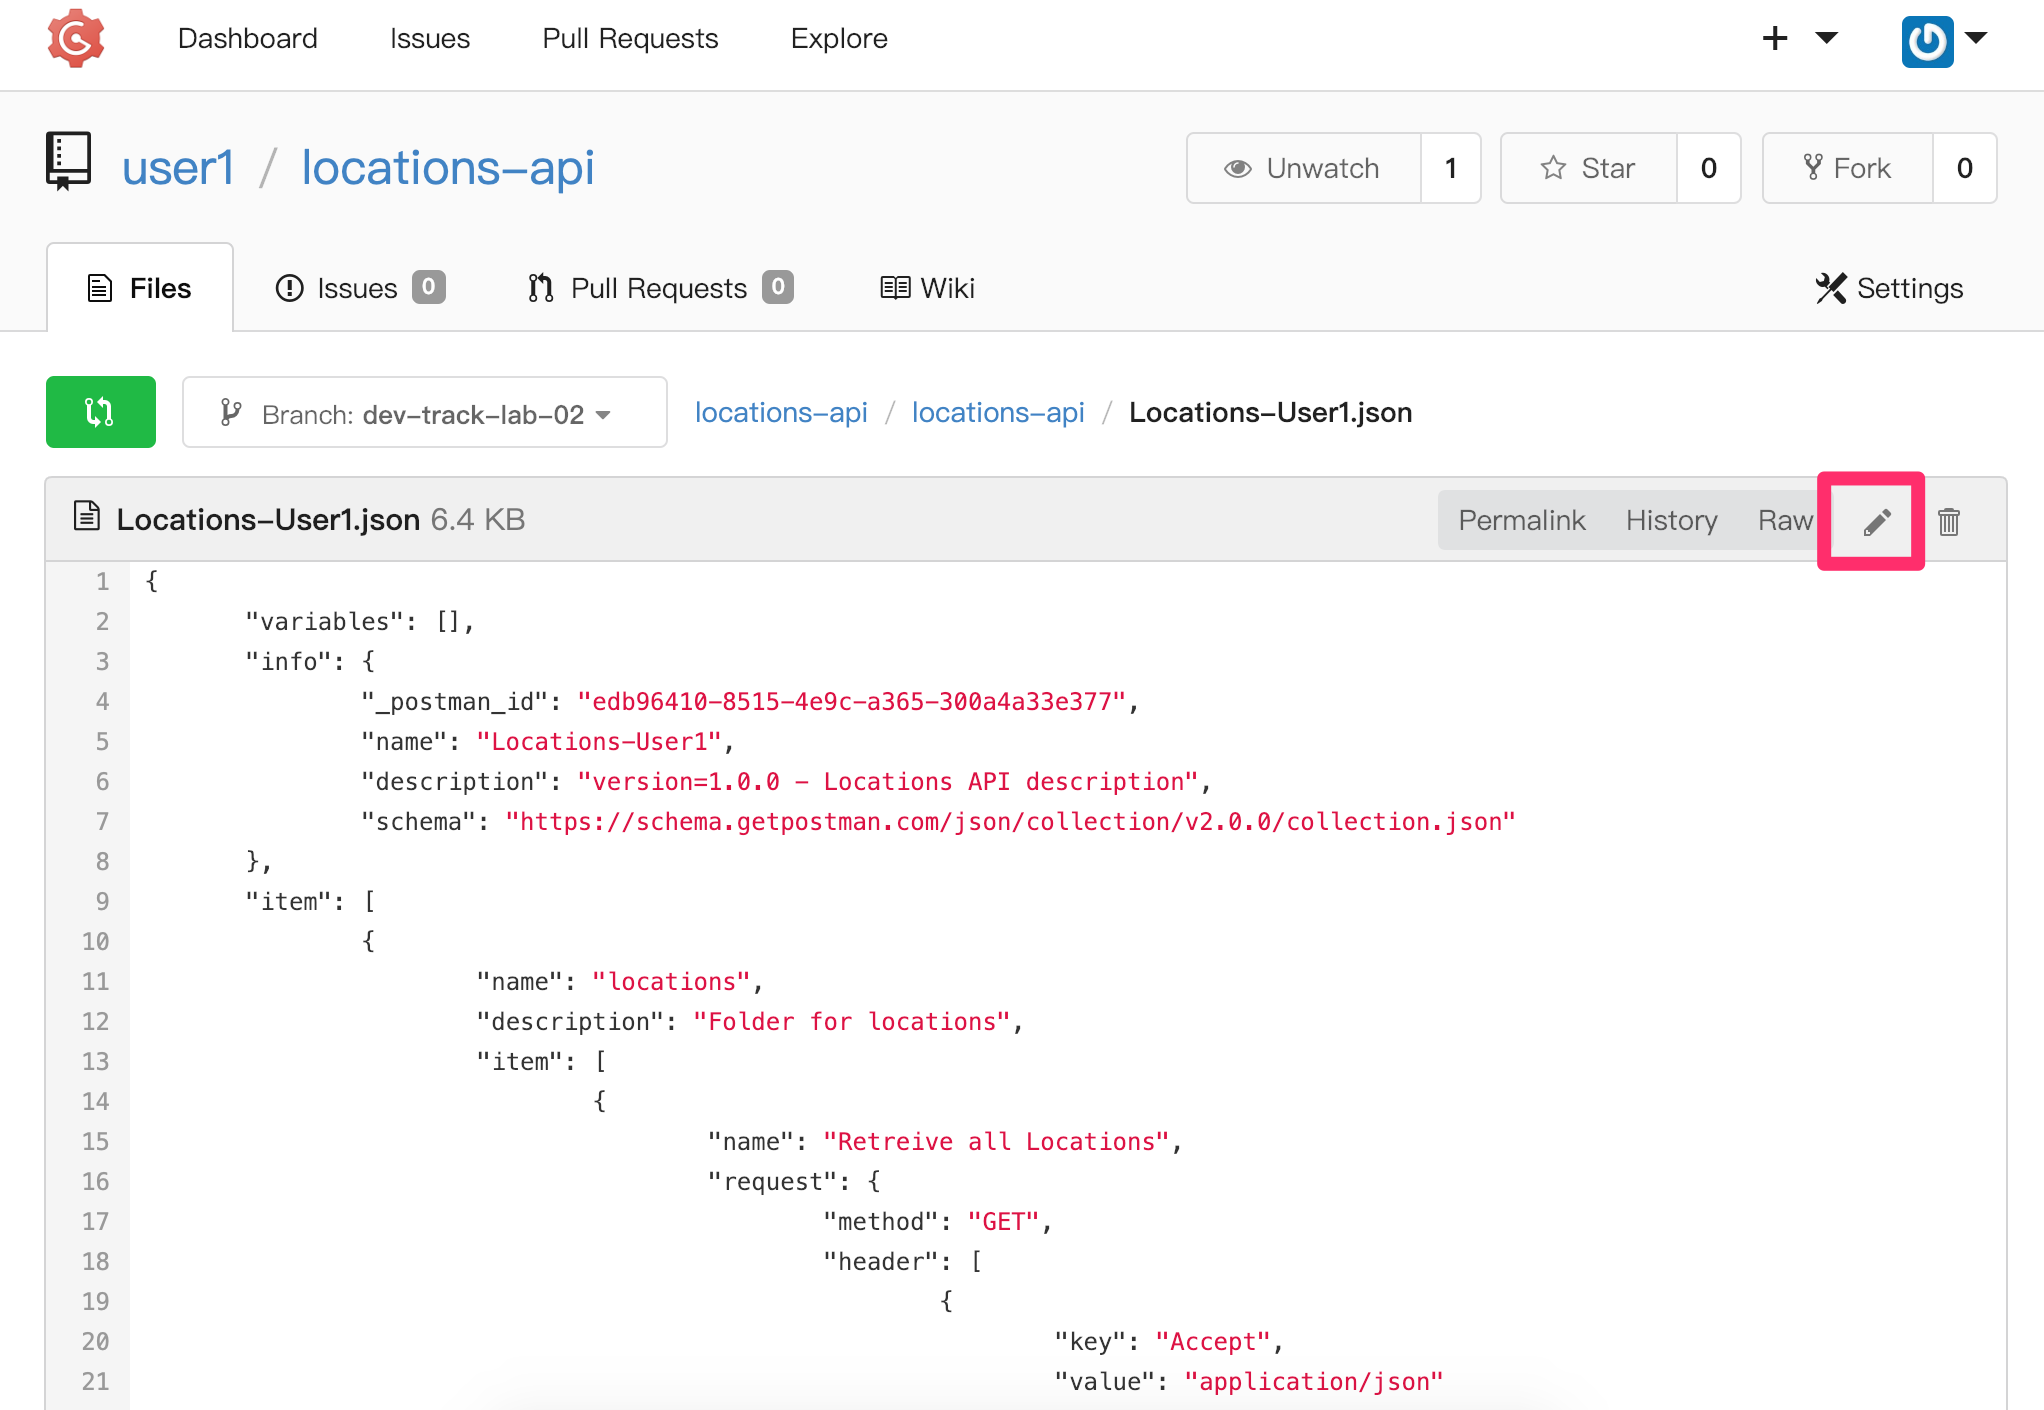 Dashboard Issues Pull Requests Explore
user1 / locations-api Unwatch 1 Star 0 Fork 0
Files Issues 0 Pull Requests 0 Wiki Settings
Branch: dev-track-lab-02 locations-api / locations-api / Locations-User1.json
Locations-User1.json 6.4 KB Permalink History Raw
1 {
2 "variables": [],
3 "info": {
4 "_postman_id": "edb96410-8515-4e9c-a365-300a4a33e377",
5 "name": "Locations-User1",
6 "description": "version=1.0.0 - Locations API description",
7 "schema": "https://schema.getpostman.com/json/collection/v2.0.0/collection.json"
8 },
9 "item": [
10 {
11 "name": "locations",
12 "description": "Folder for locations",
13 "item": [
14 {
15 "name": "Retreive all Locations",
16 "request": {
17 "method": "GET",
18 "header": [
19 {
20 "key": "Accept",
21 "value": "application/json"